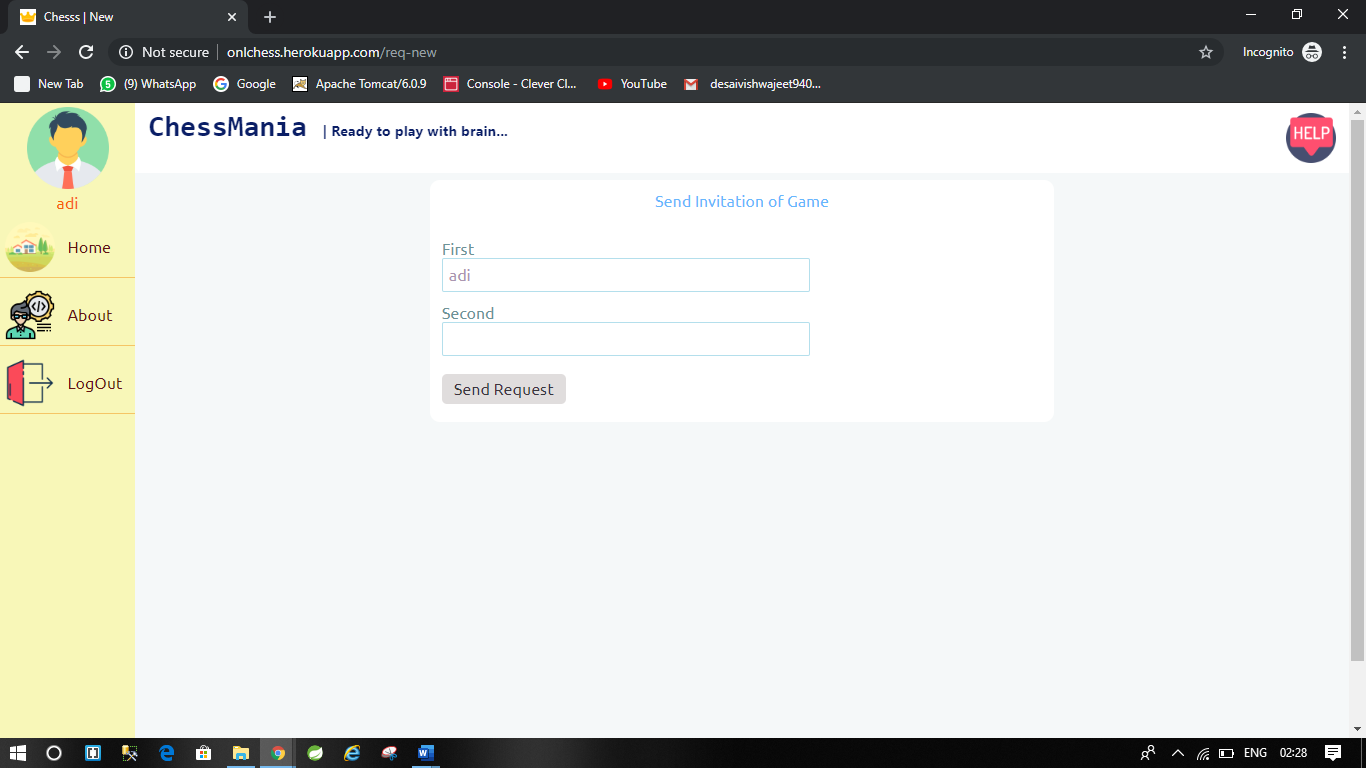 Chesss | New
Not secure
onlchess.herokuapp.com/req-new
Incognito
New Tab
5
(9) WhatsApp
Google
Apache Tomcat/6.0.9
Console - Clever Cl...
YouTube
desaivishwajeet940...
adi
Home
About
LogOut
ChessMania
| Ready to play with brain...
HELP
Send Invitation of Game
First
adi
Second
Send Request
ENG
02:28